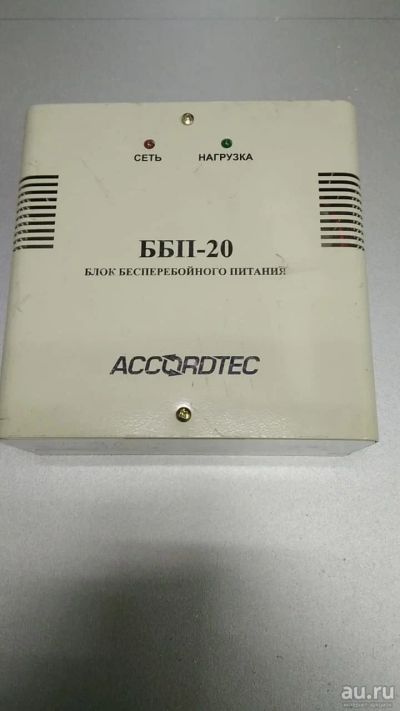 СЕТЬ НАГРУЗКА
ББП-20
БЛОК БЕСПЕРЕБОЙНОГО ПИТАНИЯ
ACCORDTEC
au.ru